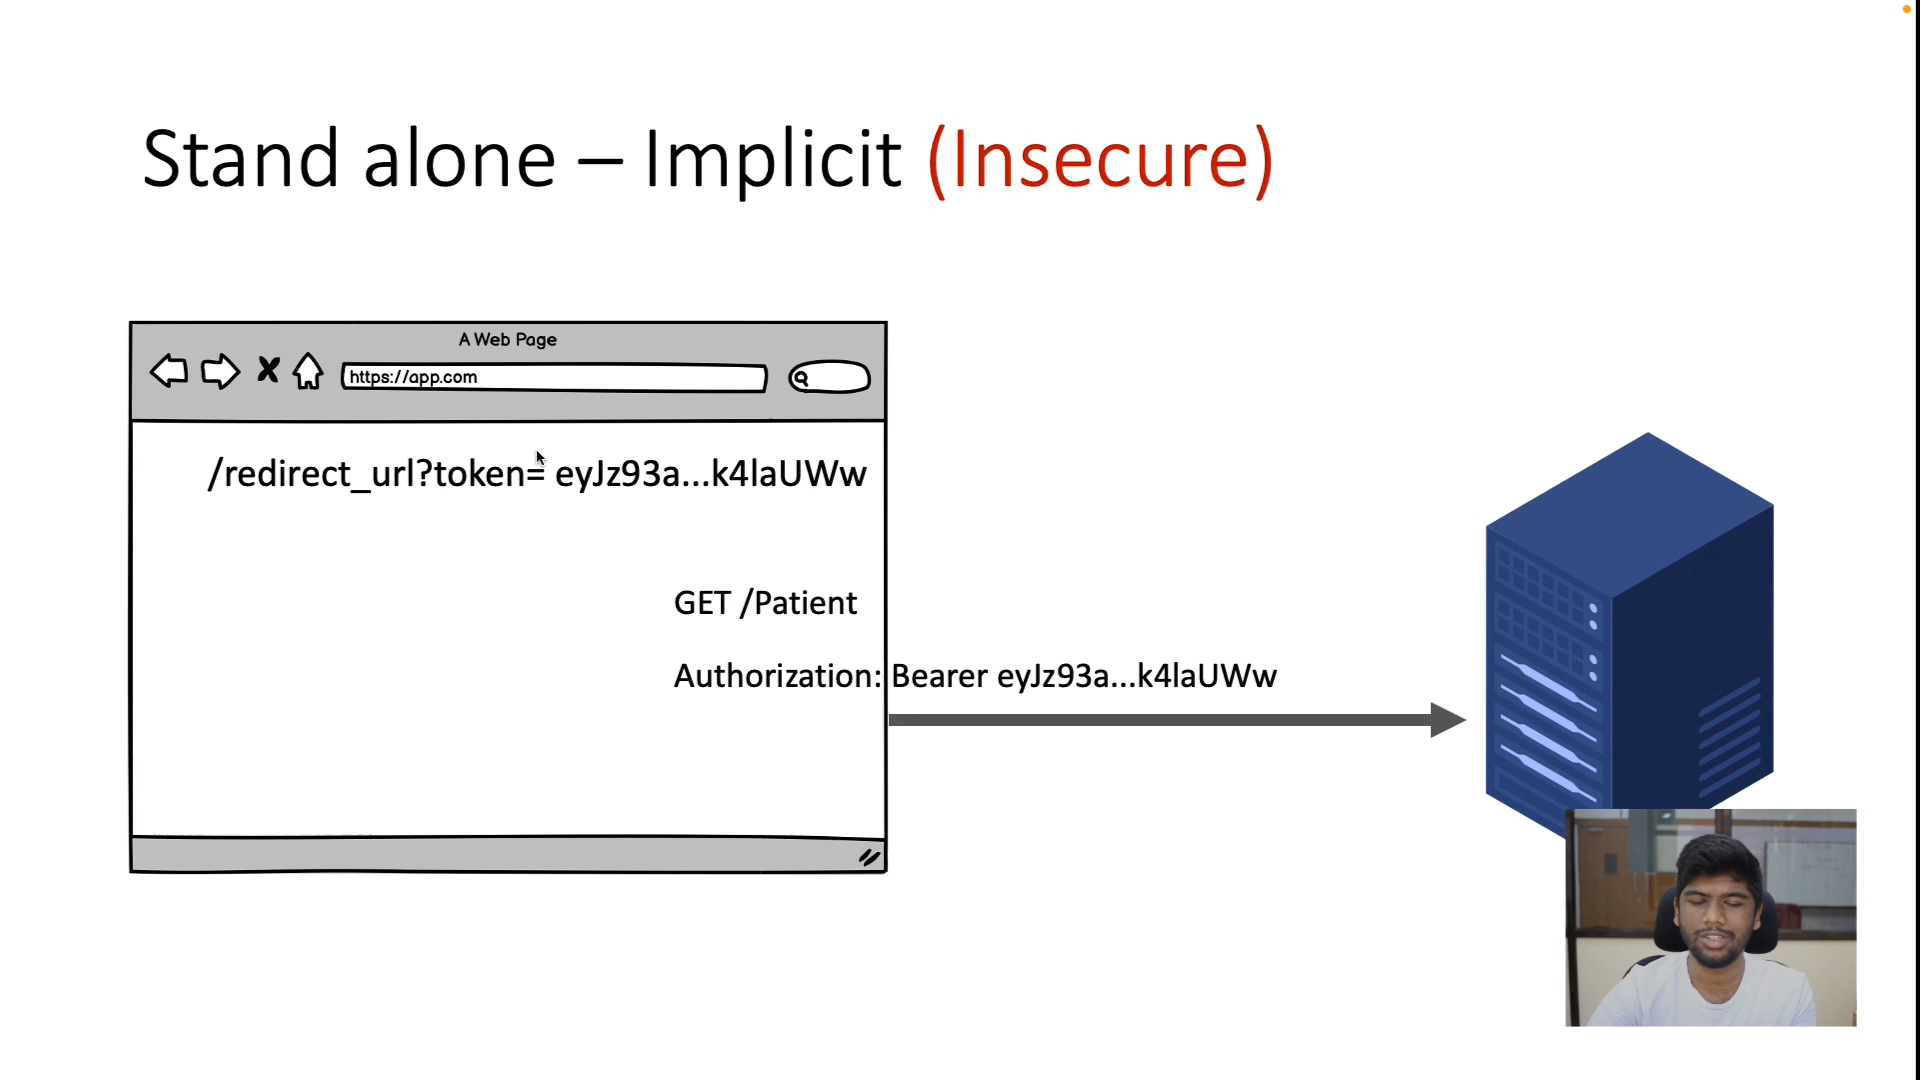 Stand alone – Implicit (Insecure)
A Web Page
https://app.com
/redirect_url?token= eyJz93a...k4laUWw
GET /Patient
Authorization: Bearer eyJz93a...k4laUWw